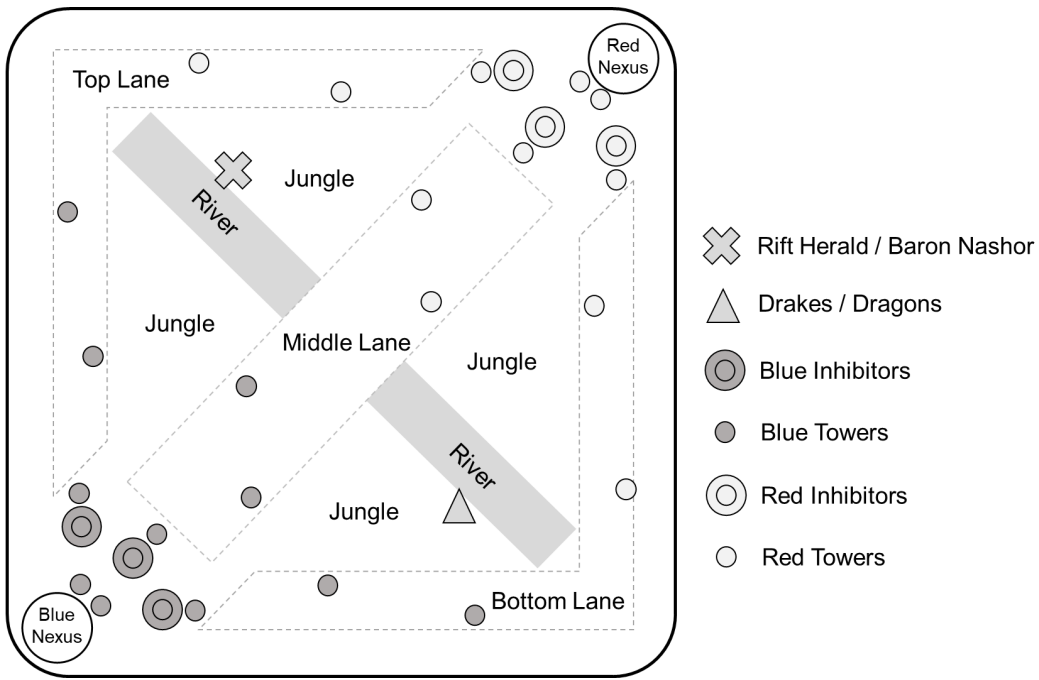 Red
Nexus
Top Lane
Jungle
River
Jungle
Middle Lane
Jungle
River
Jungle
Bottom Lane
Blue
Nexus
Rift Herald / Baron Nashor
Drakes / Dragons
Blue Inhibitors
Blue Towers
Red Inhibitors
Red Towers